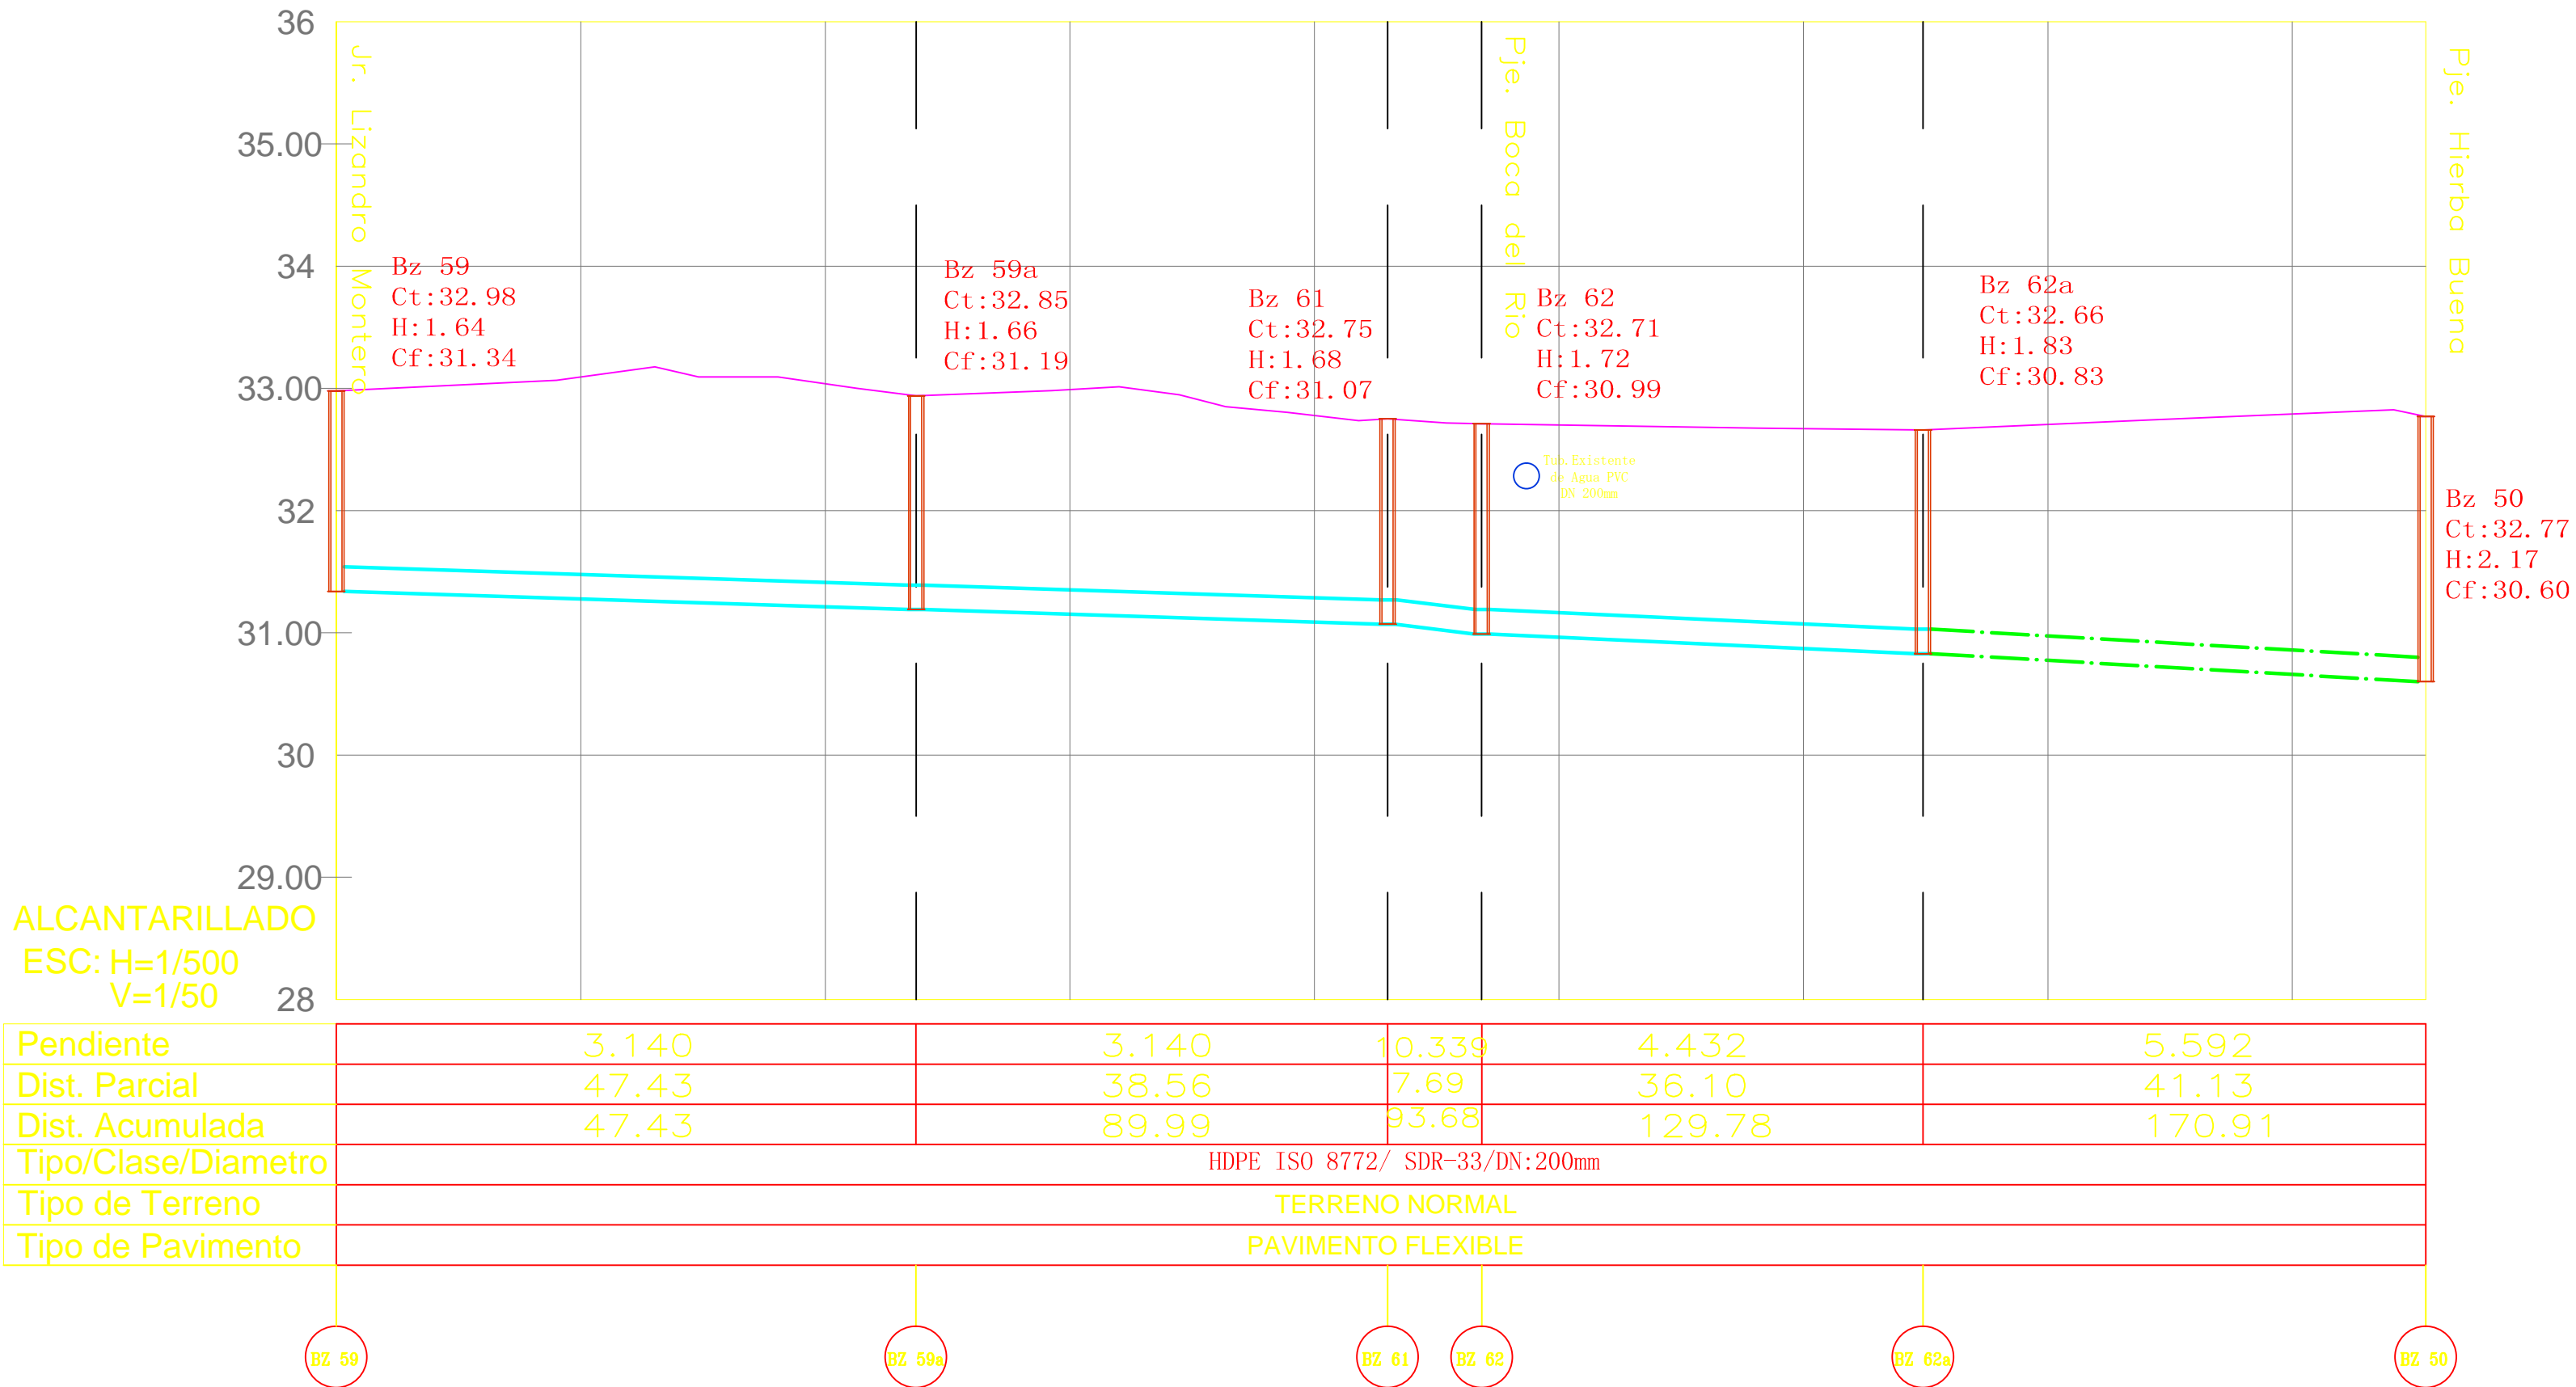 36
35.00
34
33.00
32
31.00
30
29.00
28
Jr. Lizandro Montero
Pje. Boca del Rio
Pje. Hierba Buena
Bz 59
Ct:32.98
H:1.64
Cf:31.34
Bz 59a
Ct:32.85
H:1.66
Cf:31.19
Bz 61
Ct:32.75
H:1.68
Cf:31.07
Bz 62
Ct:32.71
H:1.72
Cf:30.99
Bz 62a
Ct:32.66
H:1.83
Cf:30.83
Bz 50
Ct:32.77
H:2.17
Cf:30.60
Tub.Existente
de Agua PVC
DN 200mm
ALCANTARILLADO
ESC: H=1/500
V=1/50
Pendiente 3.140 3.140 10.339 4.432 5.592
Dist. Parcial 47.43 38.56 7.69 36.10 41.13
Dist. Acumulada 47.43 89.99 93.68 129.78 170.91
Tipo/Clase/Diametro HDPE ISO 8772/ SDR-33/DN:200mm
Tipo de Terreno TERRENO NORMAL
Tipo de Pavimento PAVIMENTO FLEXIBLE
BZ 59 BZ 59a BZ 61 BZ 62 BZ 62a BZ 50